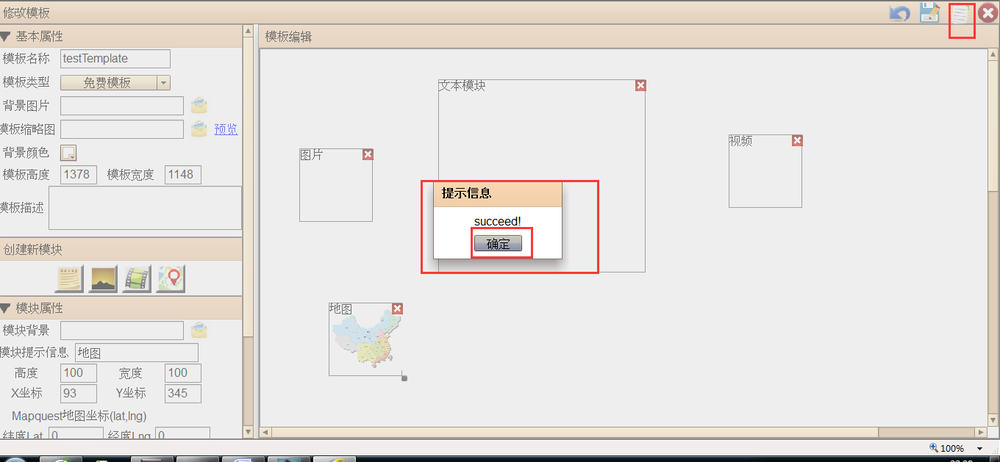 修改模板
基本属性
模板名称 testTemplate
模板类型 免费模板
背景图片
模板缩略图 预览
背景颜色
模板高度 1378 模板宽度 1148
模板描述
创建新模块
模块属性
模块背景
模块提示信息 地图
高度 100 宽度 100
X坐标 93 Y坐标 345
Mapquest地图坐标(lat,lng)
纬度Lat 0 经度Lng 0
模板编辑
文本模块
图片
视频
提示信息
succeed!
确定
地图
100%